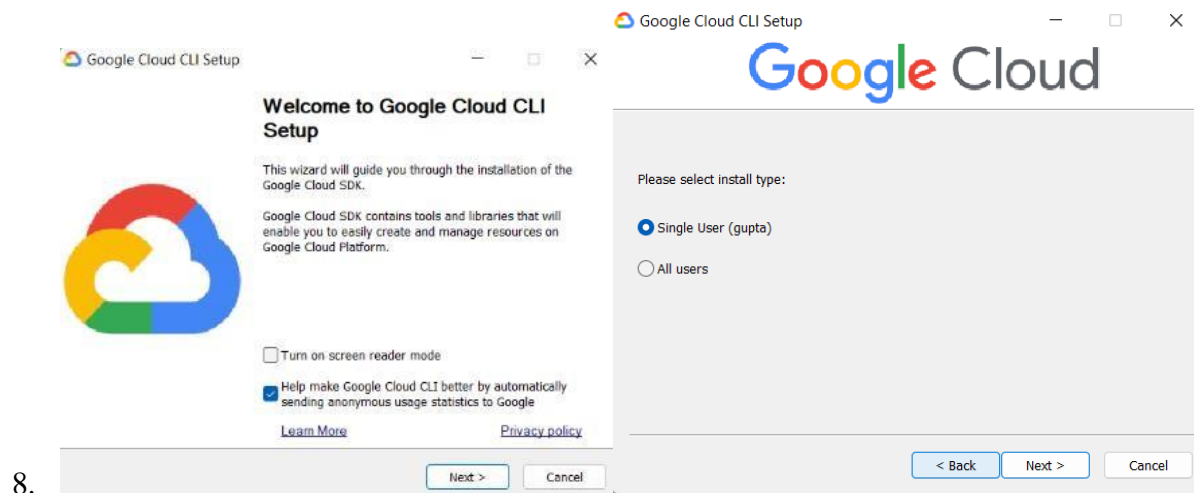 Google Cloud CLI Setup
Welcome to Google Cloud CLI
Setup
This wizard will guide you through the installation of the
Google Cloud SDK.
Google Cloud SDK contains tools and libraries that will
enable you to easily create and manage resources on
Google Cloud Platform.
Turn on screen reader mode
Help make Google Cloud CLI better by automatically
sending anonymous usage statistics to Google
Learn More Privacy policy
Next > Cancel
Google Cloud CLI Setup
Google Cloud
Please select install type:
Single User (gupta)
All users
< Back Next > Cancel
8.